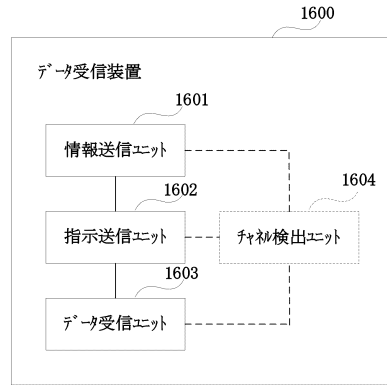 1600
データ受信装置
1601
情報送信ユニット
1602
指示送信ユニット
1604
チャネル検出ユニット
1603
データ受信ユニット